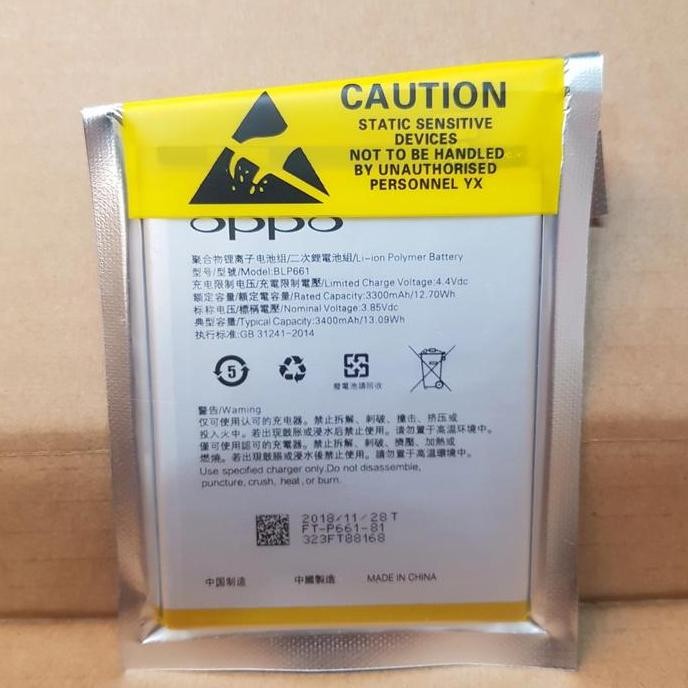 CAUTION
STATIC SENSITIVE
DEVICES
NOT TO BE HANDLED
BY UNAUTHORISED
PERSONNEL YX
oppo
聚合物锂离子电池组/二次鋰電池組/Li-ion Polymer Battery
型号/型號/Model:BLP661
充电限制电压/充電限制電壓/Limited Charge Voltage:4.4Vdc
额定容量/額定電容量/Rated Capacity:3300mAh/12.70Wh
标称电压/標稱電壓/Nominal Voltage:3.85Vdc
典型容量/Typical Capacity:3400mAh/13.09Wh
执行标准:GB 31241-2014
5
廢電池請回收
警告/Warning
仅可使用认可的充电器。禁止拆解、刺破、撞击、挤压或
投入火中。若出现鼓胀或浸水后禁止使用。请勿置于高温环境中。
僅可使用認可的充電器。禁止拆解、刺破、擠壓、加熱或
燃燒。若出現鼓脹或浸水後禁止使用。請勿置于高溫環境中。
Use specified charger only.Do not disassemble,
puncture, crush, heat, or burn.
2018/11/28T
FT-P661-81
323FT88168
中国制造 中國製造 MADE IN CHINA